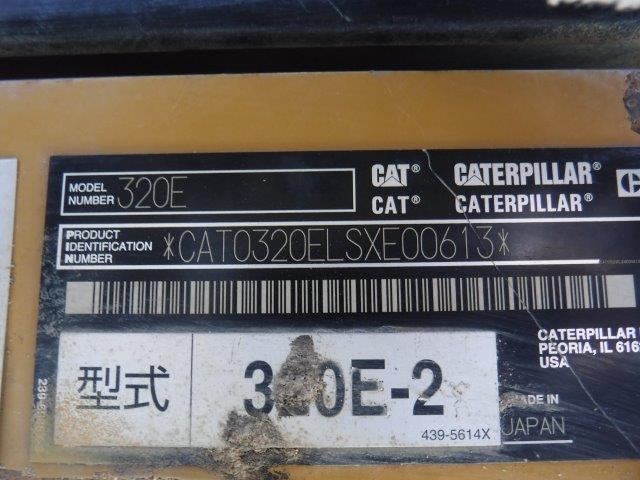 MODEL NUMBER 320E
CAT® CATERPILLAR®
CAT® CATERPILLAR®
PRODUCT IDENTIFICATION NUMBER *CAT0320ELSXE00613*
CATERPILLAR
PEORIA, IL
USA
型式 320E-2
439-5614X
MADE IN
JAPAN